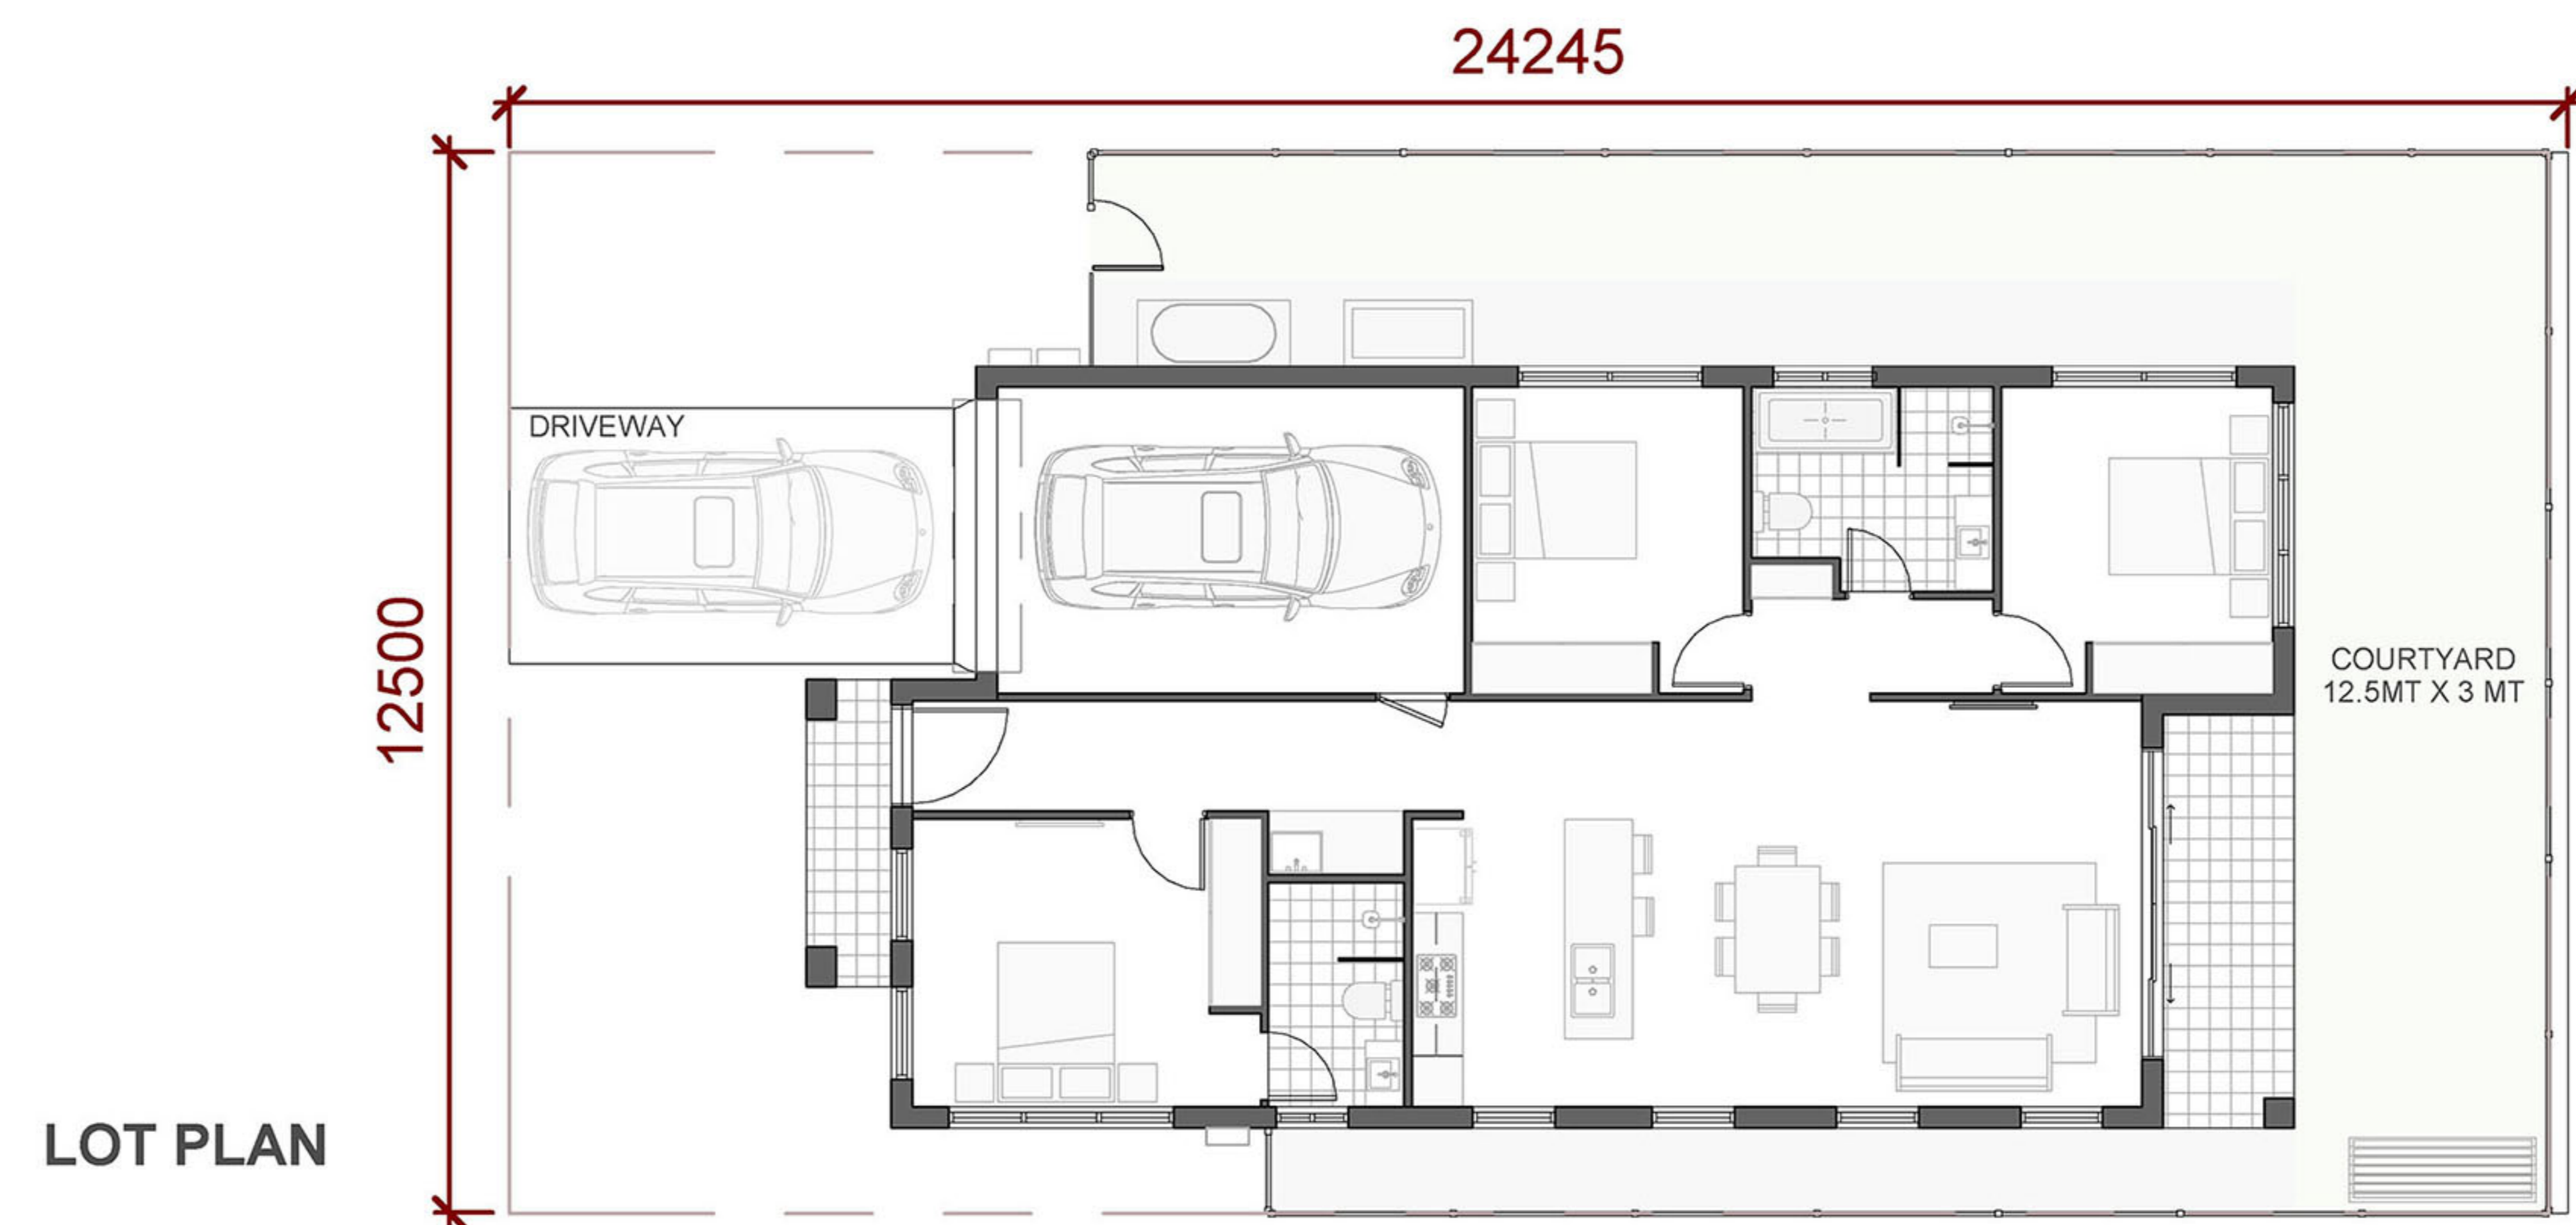 24245
DRIVEWAY
12500
COURTYARD
12.5MT X 3 MT
LOT PLAN